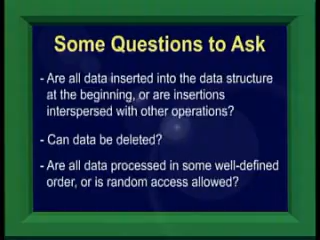 Some Questions to Ask
- Are all data inserted into the data structure
at the beginning, or are insertions
interspersed with other operations?
- Can data be deleted?
- Are all data processed in some well-defined
order, or is random access allowed?